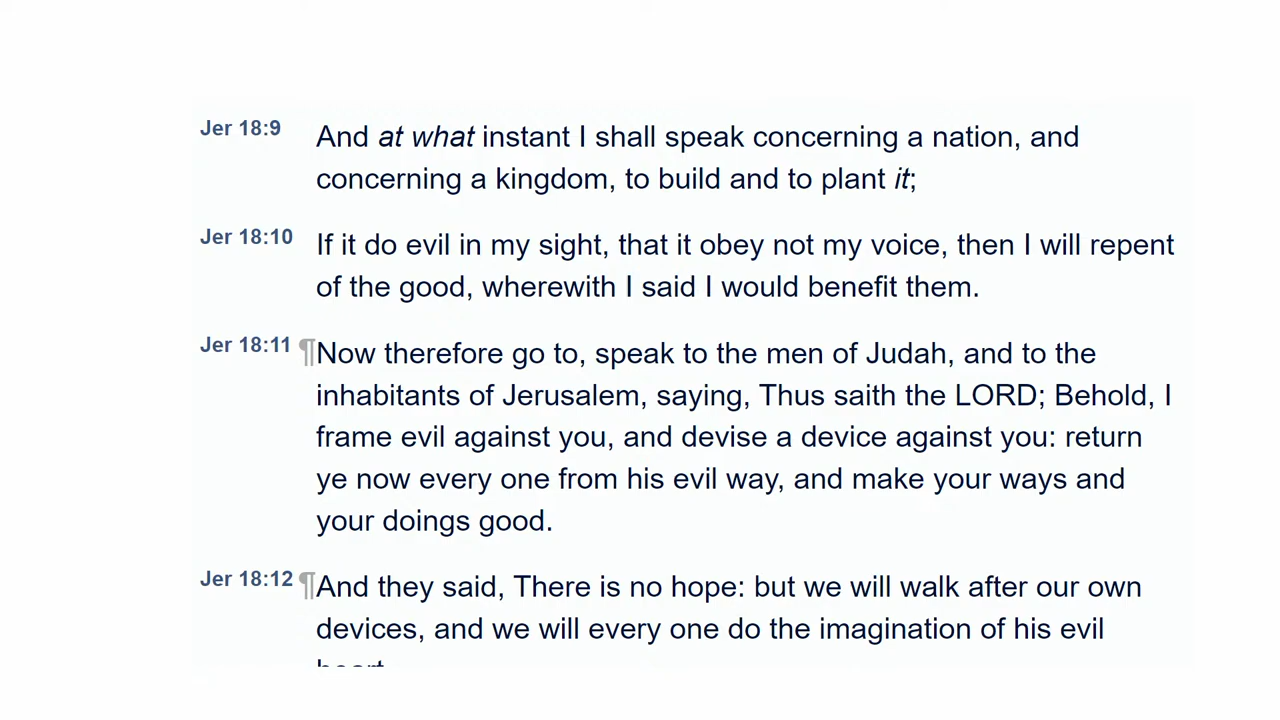 Jer 18:9 And at what instant I shall speak concerning a nation, and
concerning a kingdom, to build and to plant it;
Jer 18:10 If it do evil in my sight, that it obey not my voice, then I will repent
of the good, wherewith I said I would benefit them.
Jer 18:11 ¶Now therefore go to, speak to the men of Judah, and to the
inhabitants of Jerusalem, saying, Thus saith the LORD; Behold, I
frame evil against you, and devise a device against you: return
ye now every one from his evil way, and make your ways and
your doings good.
Jer 18:12 ¶And they said, There is no hope: but we will walk after our own
devices, and we will every one do the imagination of his evil
heart.